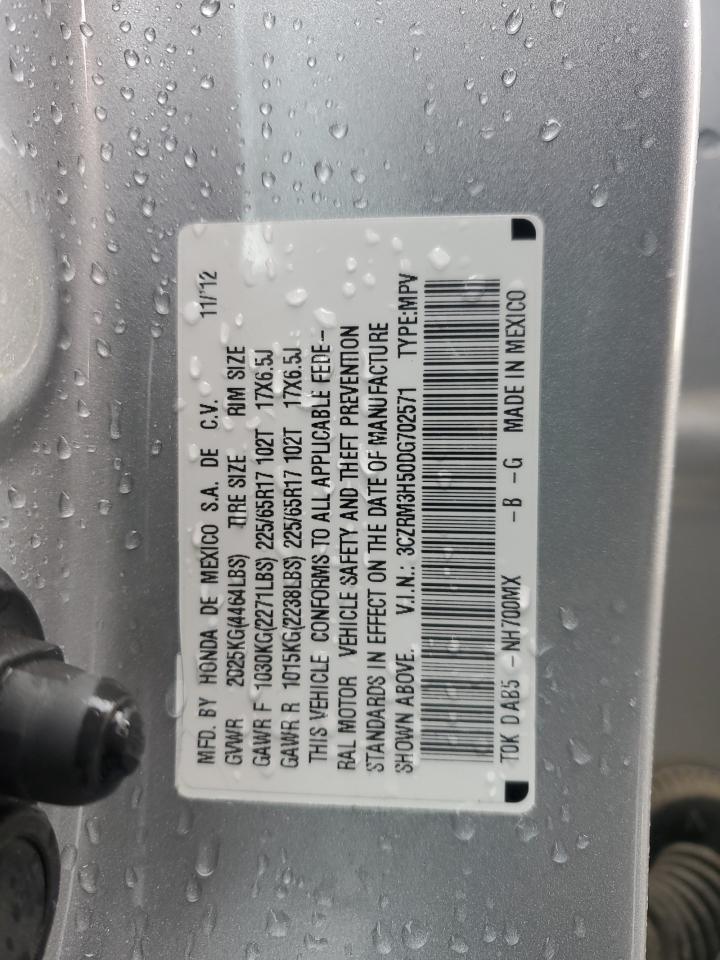 MFD. BY HONDA DE MEXICO S.A. DE C.V. 11/'12
GVWR 2025KG(4464LBS) TIRE SIZE RIM SIZE
GAWR F 1030KG(2271LBS) 225/65R17 102T 17X6.5J
GAWR R 1015KG(2238LBS) 225/65R17 102T 17X6.5J
THIS VEHICLE CONFORMS TO ALL APPLICABLE FEDE-
RAL MOTOR VEHICLE SAFETY AND THEFT PREVENTION
STANDARDS IN EFFECT ON THE DATE OF MANUFACTURE
SHOWN ABOVE. V.I.N.: 3CZRM3H50DG702571 TYPE:MPV
T0K D AB5 -NH700MX -B -G MADE IN MEXICO